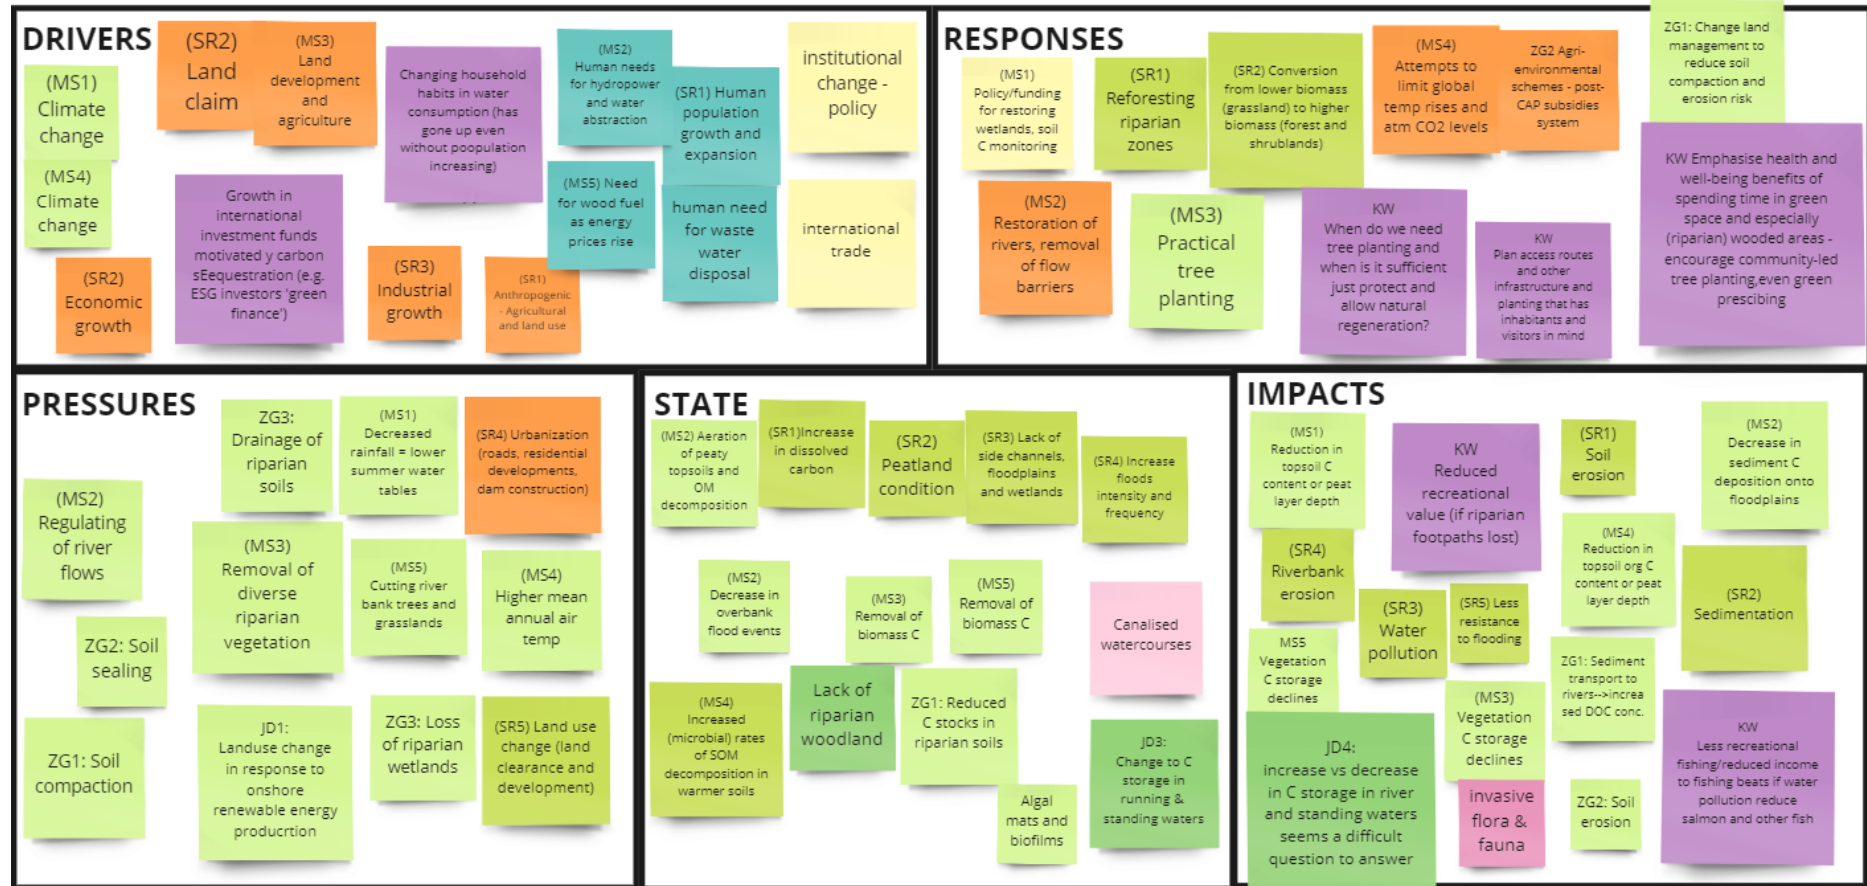 DRIVERS
(MS1)
Climate
change
(MS4)
Climate
change
(SR2)
Land
claim
(MS3)
Land
development
and
agriculture
Changing household
habits in water
consumption (has
gone up even
without poopulation
increasing)
(MS2)
Human needs
for hydropower
and water
abstraction
(SR1) Human
population
growth and
expansion
institutional
change -
policy
Growth in
international
investment funds
motivated y carbon
sEequestration (e.g.
ESG investors 'green
finance')
(MS5) Need
for wood fuel
as energy
prices rise
human need
for waste
water
disposal
international
trade
(SR2)
Economic
growth
(SR3)
Industrial
growth
(SR1)
Anthropogenic
- Agricultural
and land use
RESPONSES
(MS1)
Policy/funding
for restoring
wetlands, soil
C monitoring
(SR1)
Reforesting
riparian
zones
(SR2) Conversion
from lower biomass
(grassland) to higher
biomass (forest and
shrublands)
(MS4)
Attempts to
limit global
temp rises and
atm CO2 levels
ZG2 Agri-
environmental
schemes - post-
CAP subsidies
system
ZG1: Change land
management to
reduce soil
compaction and
erosion risk
(MS2)
Restoration of
rivers, removal
of flow
barriers
(MS3)
Practical
tree
planting
KW
When do we need
tree planting and
when is it sufficient
just protect and
allow natural
regeneration?
KW
Plan access routes
and other
infrastructure and
planting that has
inhabitants and
visitors in mind
KW Emphasise health and
well-being benefits of
spending time in green
space and especially
(riparian) wooded areas -
encourage community-led
tree planting,even green
prescibing
PRESSURES
ZG3:
Drainage of
riparian
soils
(MS1)
Decreased
rainfall = lower
summer water
tables
(SR4) Urbanization
(roads, residential
developments,
dam construction)
(MS2)
Regulating
of river
flows
(MS3)
Removal of
diverse
riparian
vegetation
(MS5)
Cutting river
bank trees and
grasslands
(MS4)
Higher mean
annual air
temp
ZG2: Soil
sealing
ZG1: Soil
compaction
JD1:
Landuse change
in response to
onshore
renewable energy
producrtion
ZG3: Loss
of riparian
wetlands
(SR5) Land use
change (land
clearance and
development)
STATE
(MS2) Aeration
of peaty
topsoils and
OM
decomposition
(SR1)Increase
in dissolved
carbon
(SR2)
Peatland
condition
(SR3) Lack of
side channels,
floodplains
and wetlands
(SR4) Increase
floods
intensity and
frequency
(MS2)
Decrease in
overbank
flood events
(MS3)
Removal of
biomass C
(MS5)
Removal of
biomass C
Canalised
watercourses
(MS4)
Increased
(microbial) rates
of SOM
decomposition in
warmer soils
Lack of
riparian
woodland
ZG1: Reduced
C stocks in
riparian soils
Algal
mats and
biofilms
JD3:
Change to C
storage in
running &
standing waters
IMPACTS
(MS1)
Reduction in
topsoil C
content or peat
layer depth
KW
Reduced
recreational
value (if riparian
footpaths lost)
(SR1)
Soil
erosion
(MS2)
Decrease in
sediment C
deposition onto
floodplains
(SR4)
Riverbank
erosion
(SR3)
Water
pollution
(SR5) Less
resistance
to flooding
(MS4)
Reduction in
topsoil org C
content or peat
layer depth
(SR2)
Sedimentation
MS5
Vegetation
C storage
declines
(MS3)
Vegetation
C storage
declines
ZG1: Sediment
transport to
rivers-->increa
sed DOC conc.
JD4:
increase vs decrease
in C storage in river
and standing waters
seems a difficult
question to answer
invasive
flora &
fauna
ZG2: Soil
erosion
KW
Less recreational
fishing/reduced income
to fishing beats if water
pollution reduce
salmon and other fish